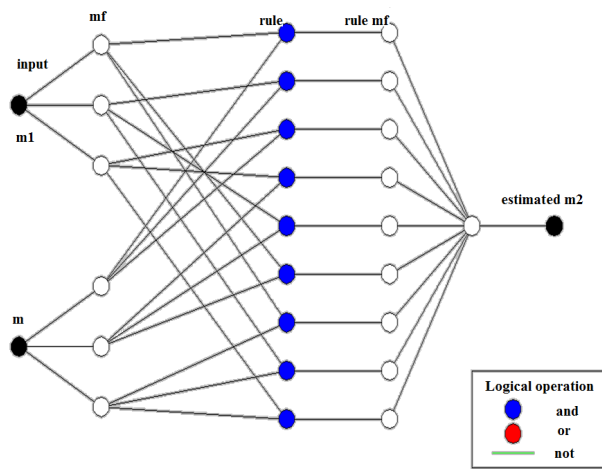 mf
rule
rule mf
input
m1
estimated m2
m
Logical operation
and
or
not